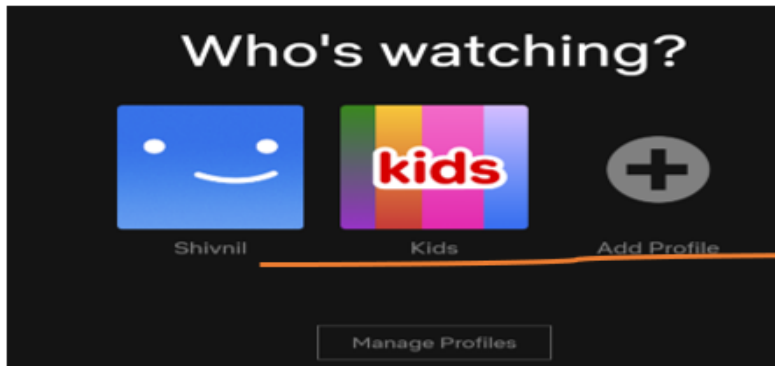 Who's watching?
kids
Shivnil
Kids
Add Profile
Manage Profiles